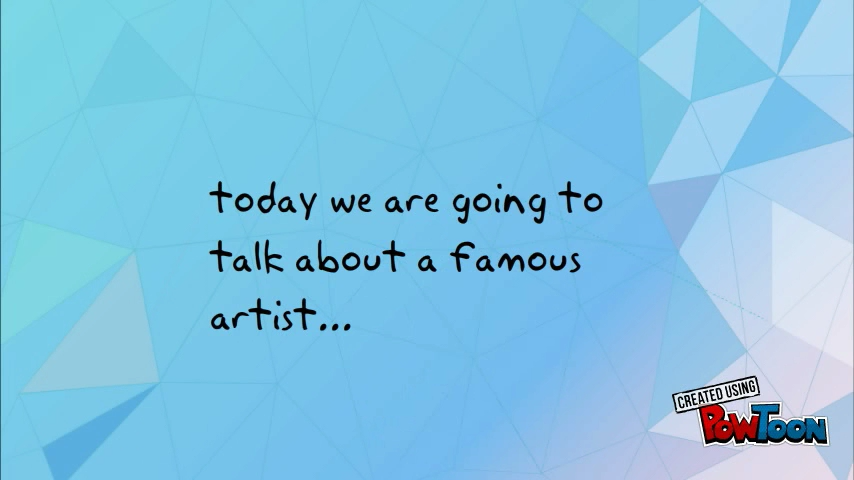 today we are going to
talk about a famous
artist...
CREATED USING
POWTOON